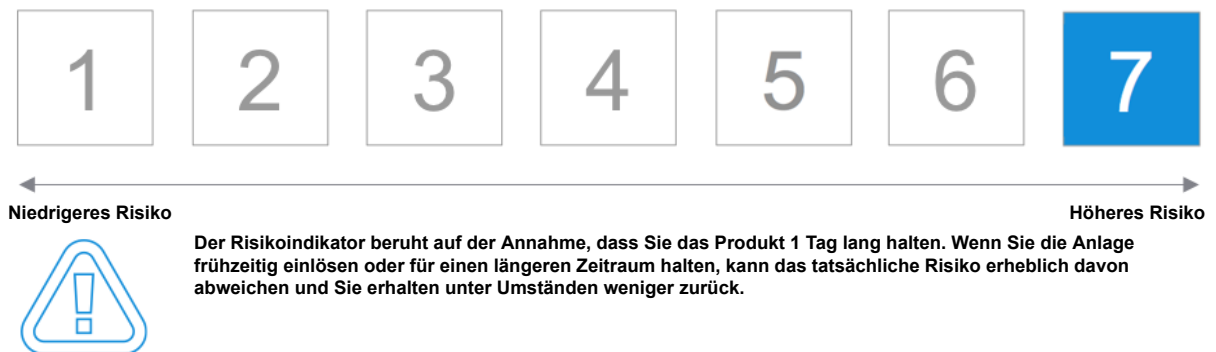 1 2 3 4 5 6 7
Niedrigeres Risiko Höheres Risiko
Der Risikoindikator beruht auf der Annahme, dass Sie das Produkt 1 Tag lang halten. Wenn Sie die Anlage
frühzeitig einlösen oder für einen längeren Zeitraum halten, kann das tatsächliche Risiko erheblich davon
abweichen und Sie erhalten unter Umständen weniger zurück.